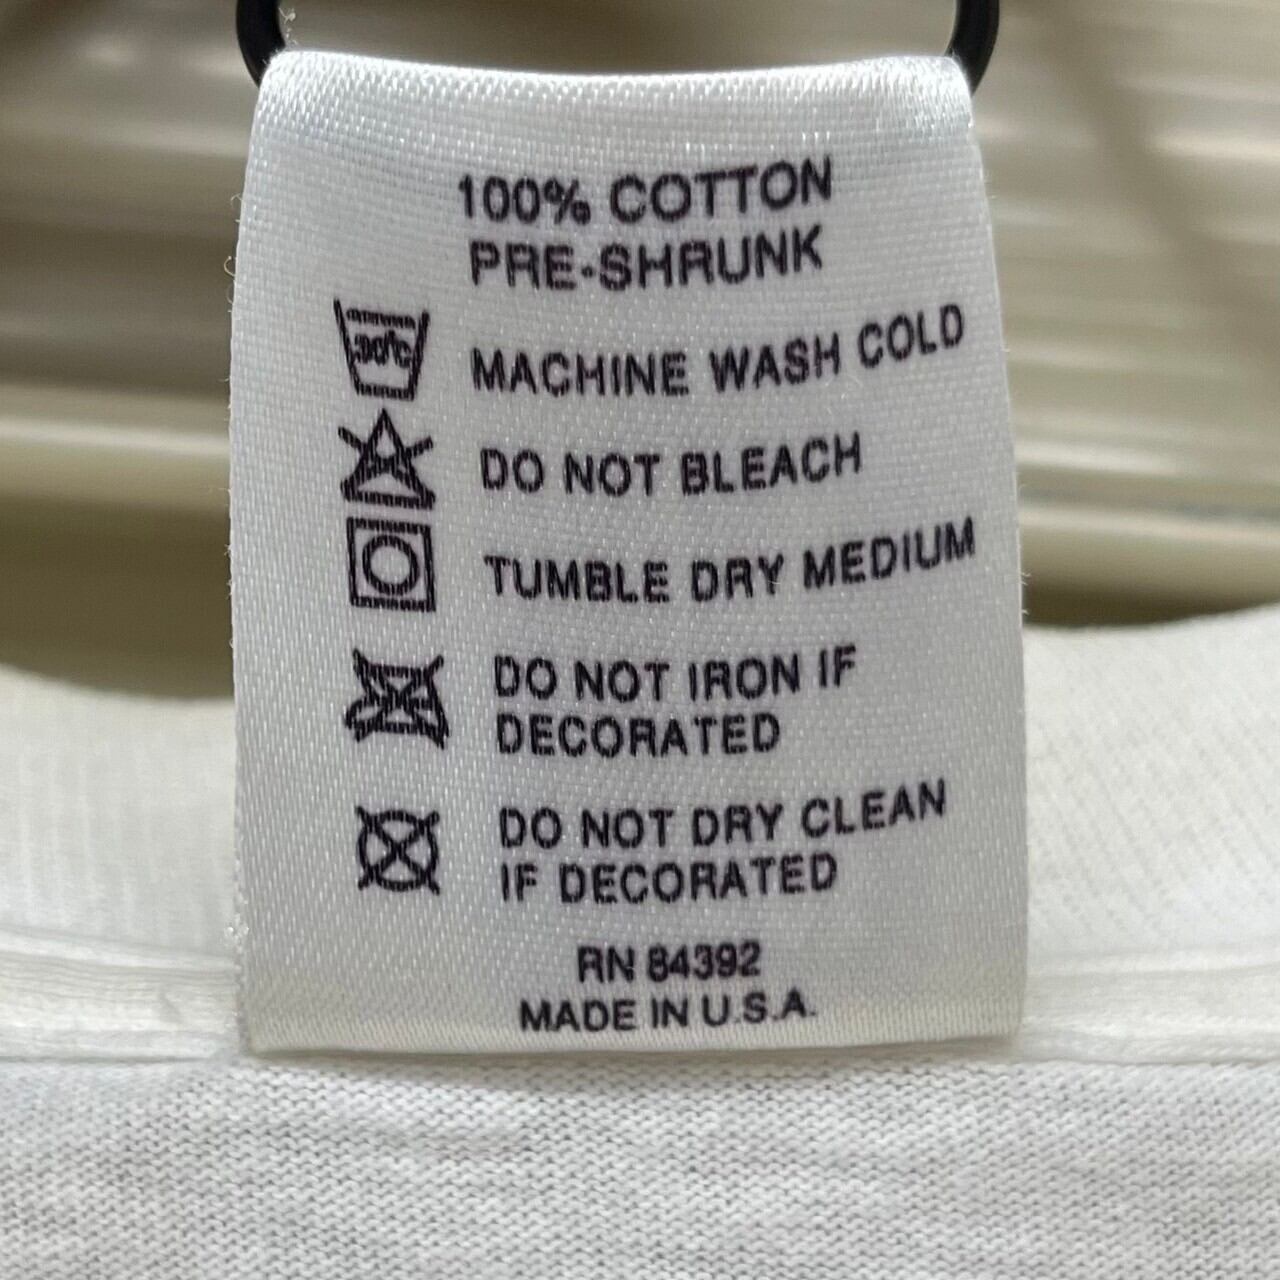 100% COTTON
PRE-SHRUNK
30°C
MACHINE WASH COLD
DO NOT BLEACH
TUMBLE DRY MEDIUM
DO NOT IRON IF
DECORATED
DO NOT DRY CLEAN
IF DECORATED
RN 84392
MADE IN U.S.A.